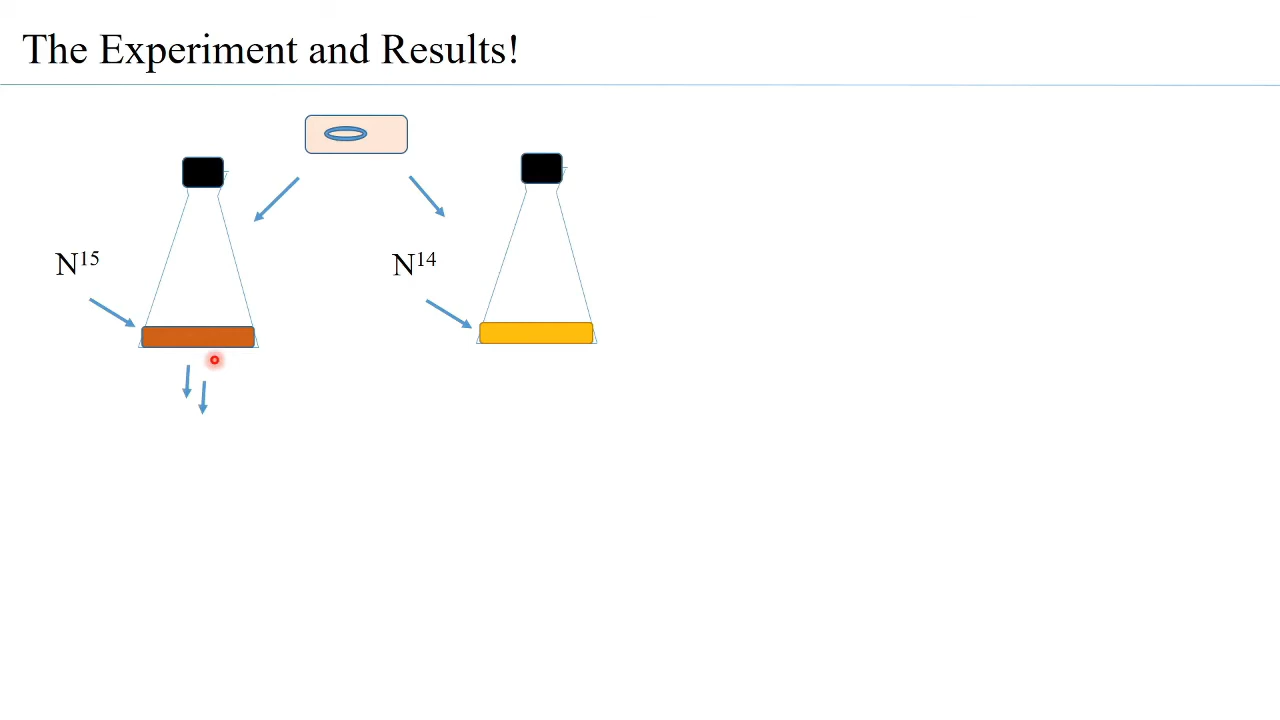 The Experiment and Results!
N¹⁵
N¹⁴